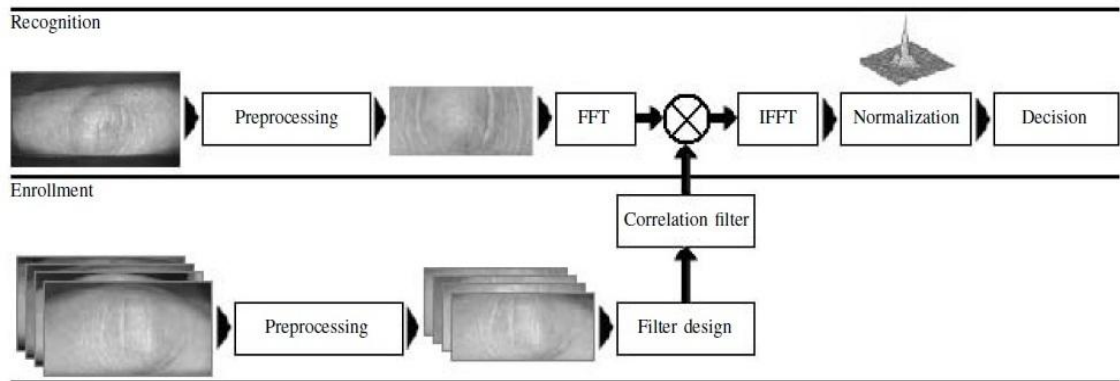 Recognition
Preprocessing
FFT
IFFT
Normalization
Decision
Enrollment
Correlation filter
Preprocessing
Filter design